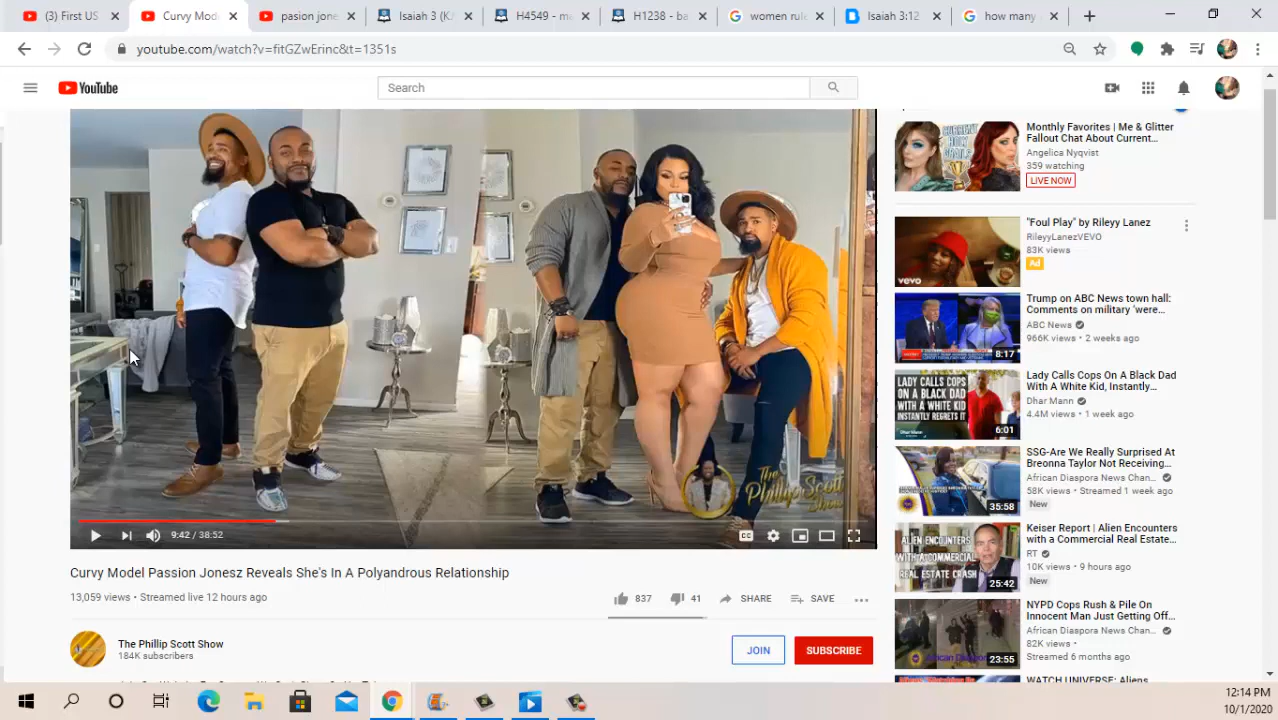 (1) First US
Curvy Mod
pasion jone
Isaiah 3 (KJ
H4549 - m
H1238 - ba
women rul
Isaiah 3:12
how many
youtube.com/watch?v=fitGZwErinc&t=1351s
YouTube
Search
The
Phillip Scott
Show
9:42 / 38:52
CC
Curvy Model Passion Jonesz Reveals She's In A Polyandrous Relationship
13,059 views • Streamed live 12 hours ago
837
41
SHARE
SAVE
The Phillip Scott Show
184K subscribers
JOIN
SUBSCRIBE
Monthly Favorites | Me & Glitter
Fallout Chat About Current...
Angelica Nyqvist
359 watching
LIVE NOW
"Foul Play" by Rileyy Lanez
RileyyLanezVEVO
83K views
Ad
vevo
Trump on ABC News town hall:
Comments on military 'were...
ABC News
966K views • 2 weeks ago
8:17
LADY CALLS COPS
ON A BLACK DAD
WITH A WHITE KID
INSTANTLY
REGRETS IT
Dhar Mann
6:01
Lady Calls Cops On A Black Dad
With A White Kid, Instantly...
Dhar Mann
4.4M views • 1 week ago
SSG-Are We Really Surprised At
Breonna Taylor Not Receiving...
African Diaspora News Chan...
58K views • Streamed 1 week ago
New
35:58
ALIEN ENCOUNTERS
WITH A COMMERCIAL
REAL ESTATE CRASH
25:42
Keiser Report | Alien Encounters
with a Commercial Real Estate...
RT
10K views • 9 hours ago
New
NYPD Cops Rush & Pile On
Innocent Man Just Getting Off...
African Diaspora News Chan...
82K views •
Streamed 6 months ago
23:55
WATCH UNIVERSE: Aliens
12:14 PM
10/1/2020